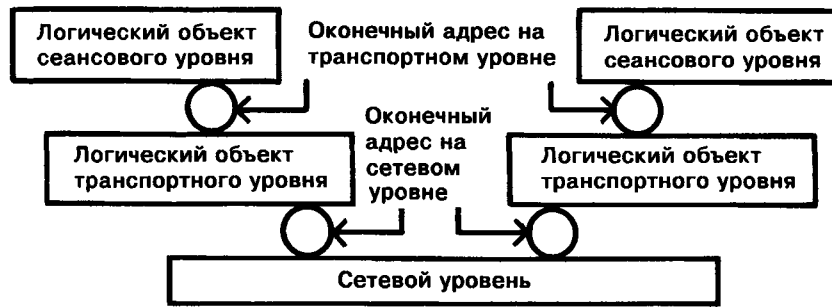 Логический объект
сеансового уровня
Оконечный адрес на
транспортном уровне
Логический объект
сеансового уровня
Логический объект
транспортного уровня
Оконечный
адрес на
сетевом
уровне
Логический объект
транспортного уровня
Сетевой уровень